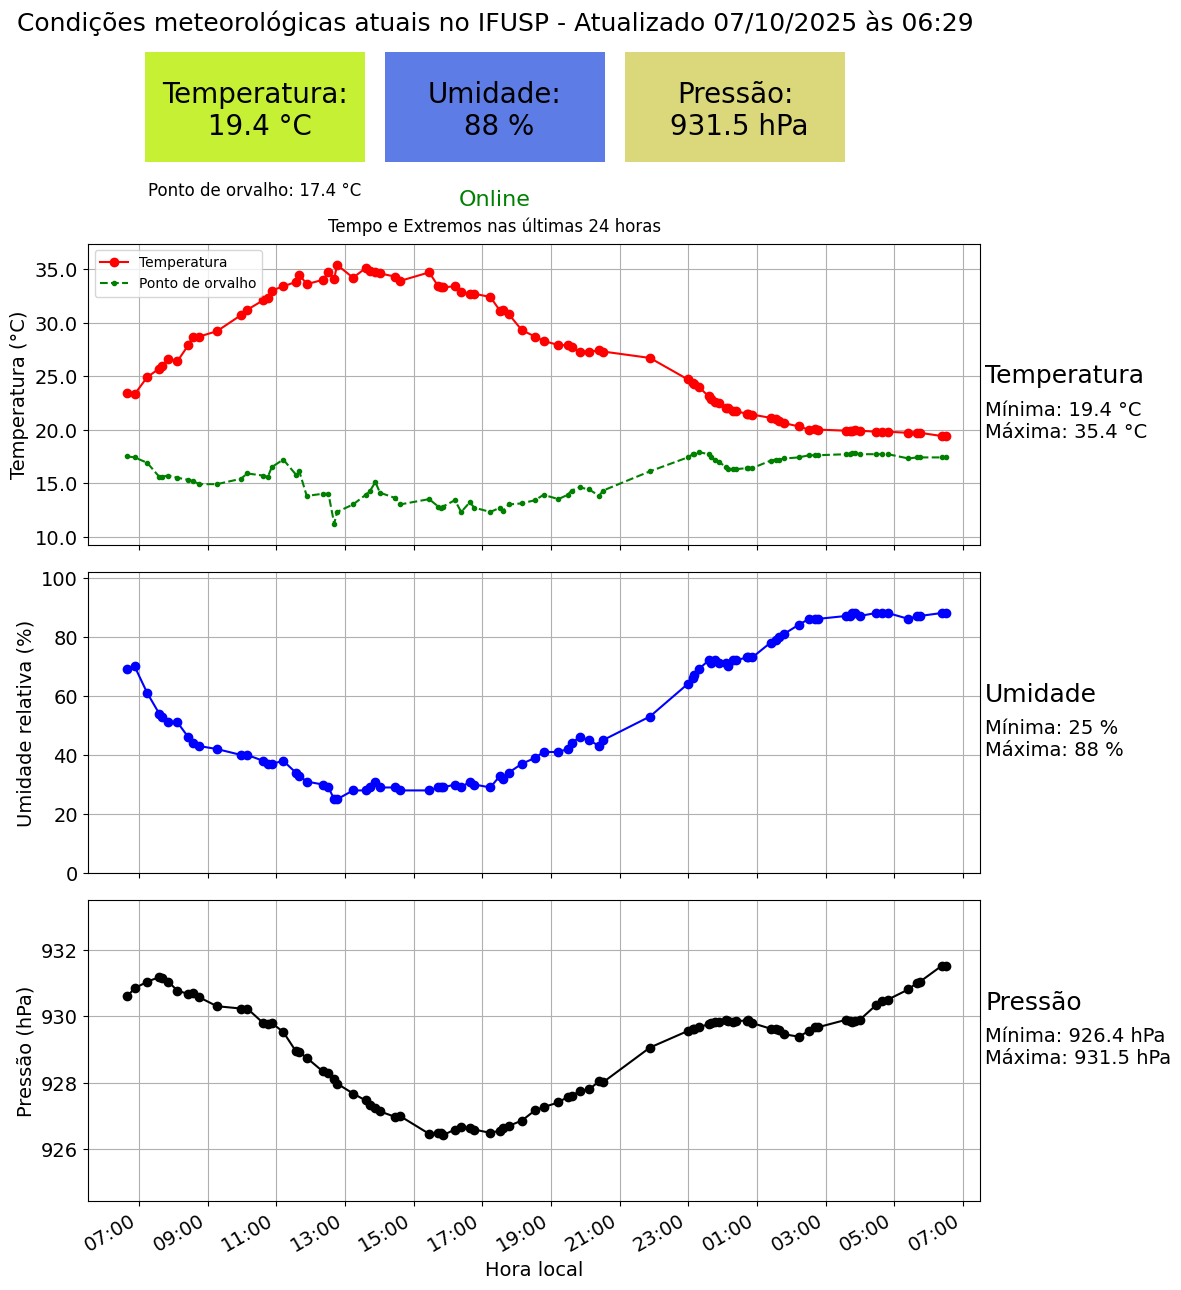 Condições meteorológicas atuais no IFUSP - Atualizado 07/10/2025 às 06:29
Temperatura:
19.4 °C
Umidade:
88 %
Pressão:
931.5 hPa
Ponto de orvalho: 17.4 °C
Online
Tempo e Extremos nas últimas 24 horas
Temperatura
Ponto de orvalho
Temperatura (°C)
35.0
30.0
25.0
20.0
15.0
10.0
Temperatura
Mínima: 19.4 °C
Máxima: 35.4 °C
Umidade relativa (%)
100
80
60
40
20
0
Umidade
Mínima: 25 %
Máxima: 88 %
Pressão (hPa)
932
930
928
926
Pressão
Mínima: 926.4 hPa
Máxima: 931.5 hPa
07:00
09:00
11:00
13:00
15:00
17:00
19:00
21:00
23:00
01:00
03:00
05:00
07:00
Hora local